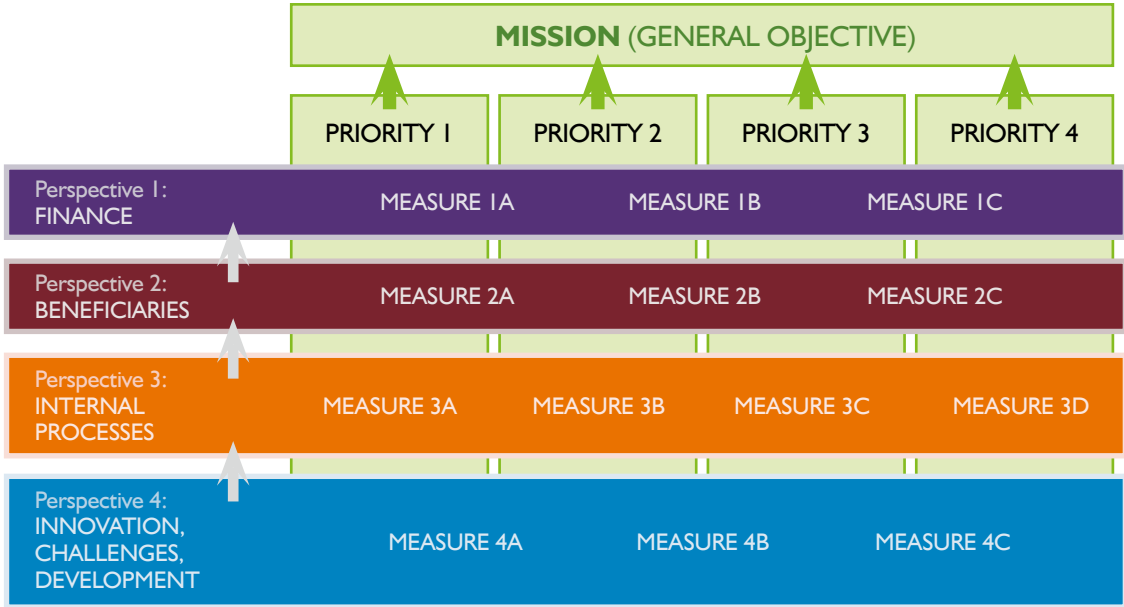 MISSION (GENERAL OBJECTIVE)
PRIORITY 1
PRIORITY 2
PRIORITY 3
PRIORITY 4
Perspective 1:
FINANCE
MEASURE 1A
MEASURE 1B
MEASURE 1C
Perspective 2:
BENEFICIARIES
MEASURE 2A
MEASURE 2B
MEASURE 2C
Perspective 3:
INTERNAL
PROCESSES
MEASURE 3A
MEASURE 3B
MEASURE 3C
MEASURE 3D
Perspective 4:
INNOVATION,
CHALLENGES,
DEVELOPMENT
MEASURE 4A
MEASURE 4B
MEASURE 4C